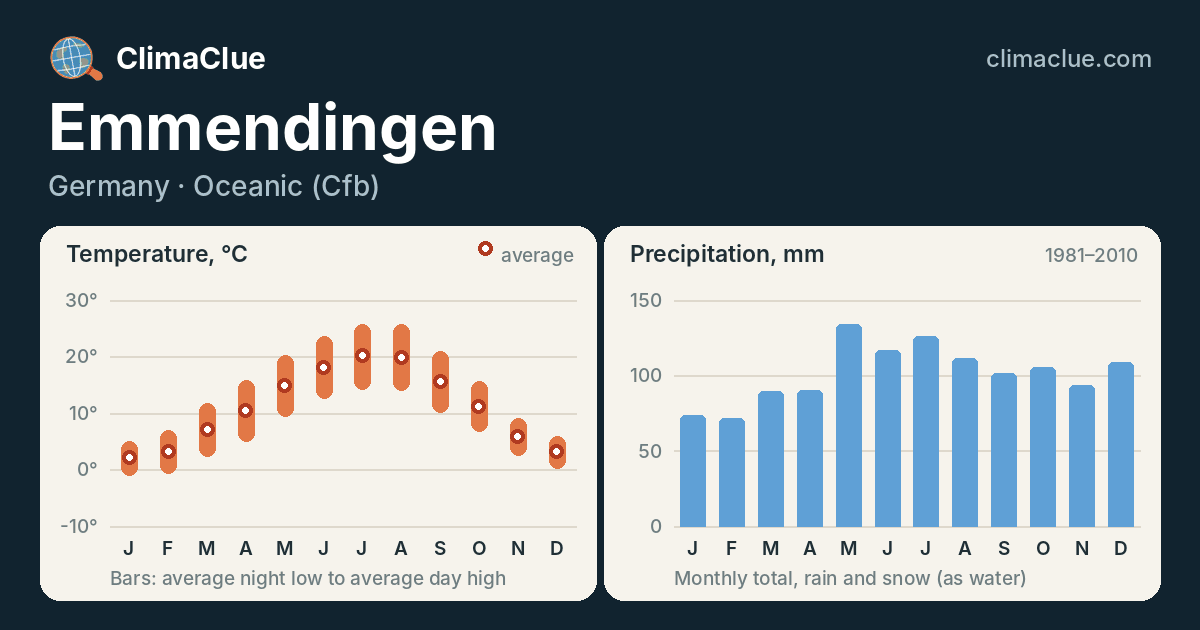 ClimaClue
climaclue.com
Emmendingen
Germany · Oceanic (Cfb)
Temperature, °C
average
30°
20°
10°
0°
-10°
J F M A M J J A S O N D
Bars: average night low to average day high
Precipitation, mm
1981–2010
150
100
50
0
J F M A M J J A S O N D
Monthly total, rain and snow (as water)